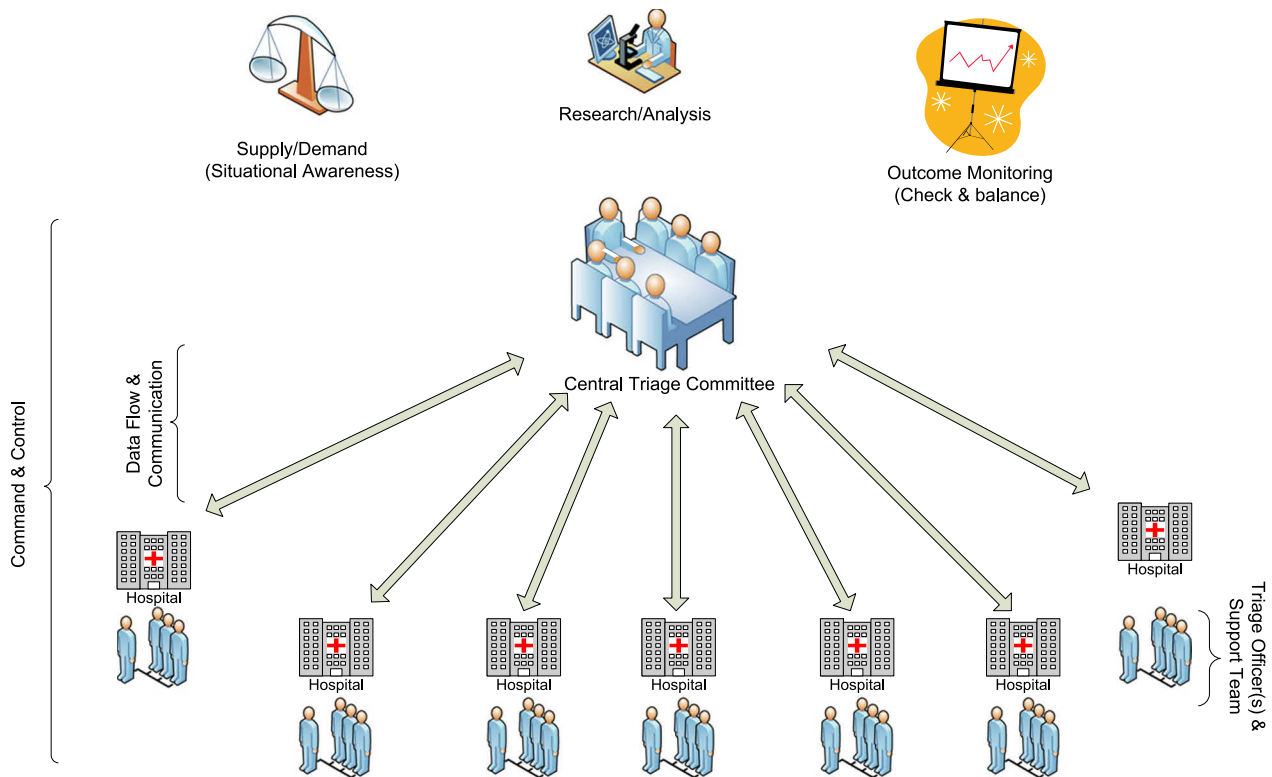 Research/Analysis
Supply/Demand
(Situational Awareness)
Outcome Monitoring
(Check & balance)
Central Triage Committee
Command & Control
Data Flow &
Communication
Hospital
Hospital
Hospital
Hospital
Hospital
Hospital
Hospital
Triage Officer(s) &
Support Team